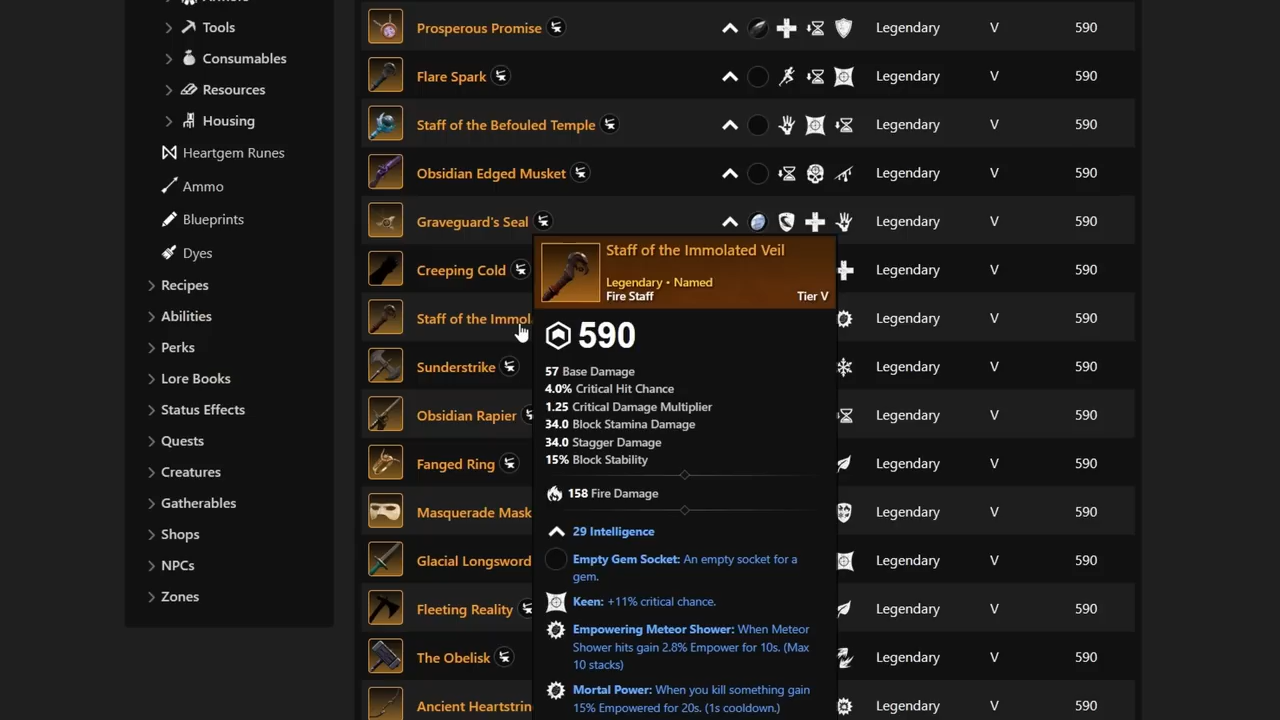 Tools
Consumables
Resources
Housing
Heartgem Runes
Ammo
Blueprints
Dyes
Recipes
Abilities
Perks
Lore Books
Status Effects
Quests
Creatures
Gatherables
Shops
NPCs
Zones
Prosperous Promise Legendary V 590
Flare Spark Legendary V 590
Staff of the Befouled Temple Legendary V 590
Obsidian Edged Musket Legendary V 590
Graveguard's Seal Legendary V 590
Creeping Cold Legendary V 590
Staff of the Immol Legendary V 590
Sunderstrike Legendary V 590
Obsidian Rapier Legendary V 590
Fanged Ring Legendary V 590
Masquerade Mask Legendary V 590
Glacial Longsword Legendary V 590
Fleeting Reality Legendary V 590
The Obelisk Legendary V 590
Ancient Heartstrin Legendary V 590
Staff of the Immolated Veil
Legendary • Named
Fire Staff Tier V
590
57 Base Damage
4.0% Critical Hit Chance
1.25 Critical Damage Multiplier
34.0 Block Stamina Damage
34.0 Stagger Damage
15% Block Stability
158 Fire Damage
29 Intelligence
Empty Gem Socket: An empty socket for a
gem.
Keen: +11% critical chance.
Empowering Meteor Shower: When Meteor
Shower hits gain 2.8% Empower for 10s. (Max
10 stacks)
Mortal Power: When you kill something gain
15% Empowered for 20s. (1s cooldown.)